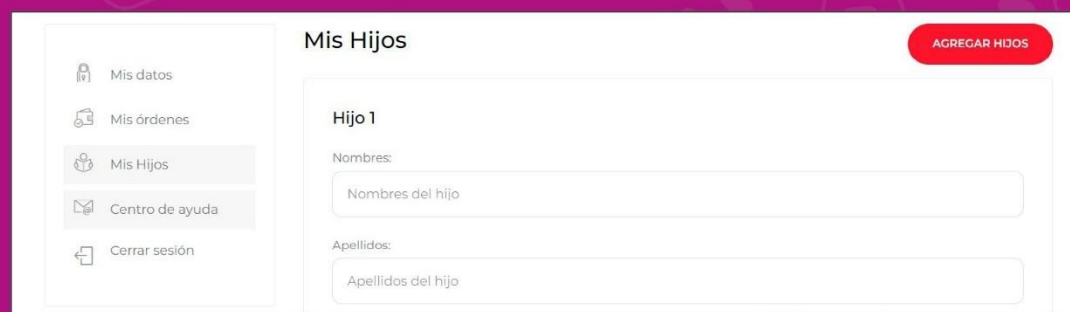 Mis datos
Mis órdenes
Mis Hijos
Centro de ayuda
Cerrar sesión
Mis Hijos
AGREGAR HIJOS
Hijo 1
Nombres:
Nombres del hijo
Apellidos:
Apellidos del hijo